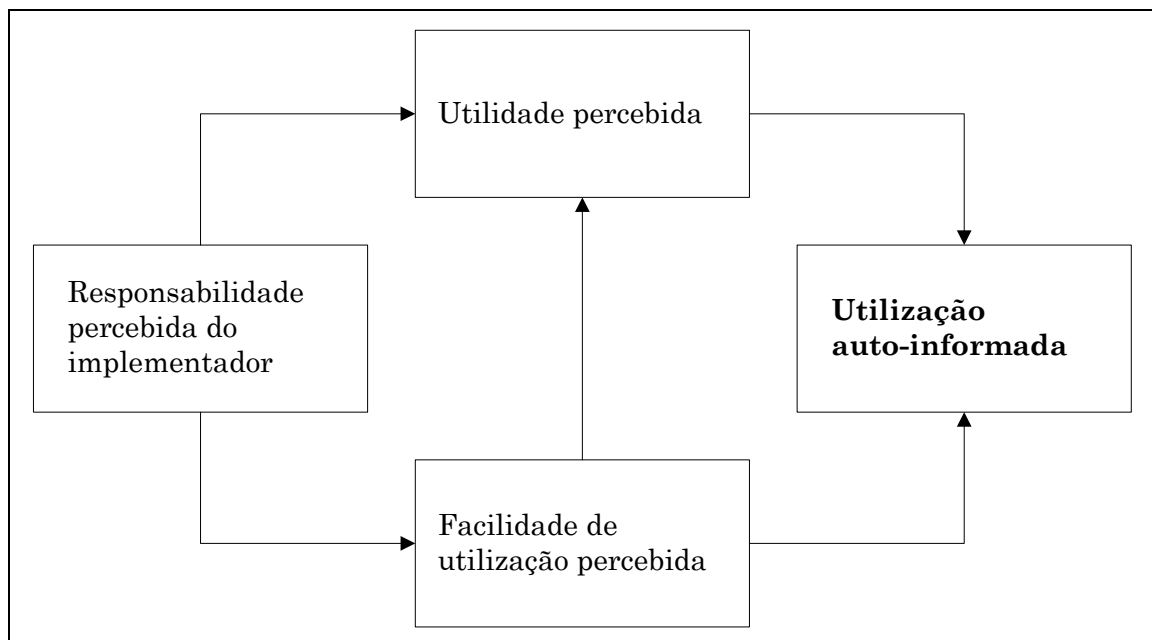 Utilidade percebida
Responsabilidade
percebida do
implementador
Utilização
auto-informada
Facilidade de
utilização percebida